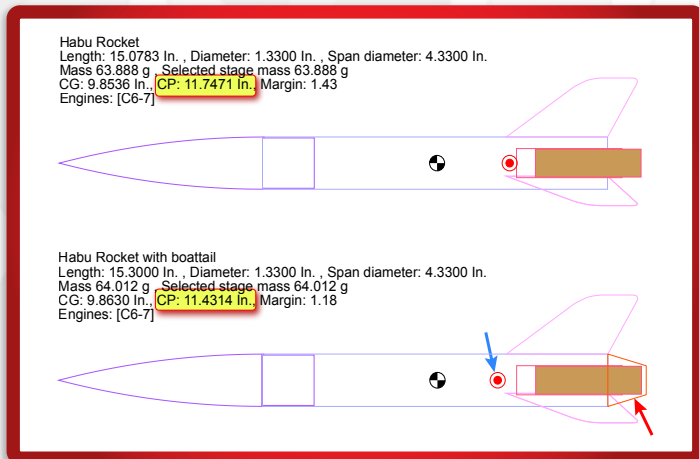 Habu Rocket
Length: 15.0783 In. , Diameter: 1.3300 In. , Span diameter: 4.3300 In.
Mass 63.888 g , Selected stage mass 63.888 g
CG: 9.8536 In., CP: 11.7471 In., Margin: 1.43
Engines: [C6-7]
Habu Rocket with boattail
Length: 15.3000 In. , Diameter: 1.3300 In. , Span diameter: 4.3300 In.
Mass 64.012 g , Selected stage mass 64.012 g
CG: 9.8630 In., CP: 11.4314 In., Margin: 1.18
Engines: [C6-7]